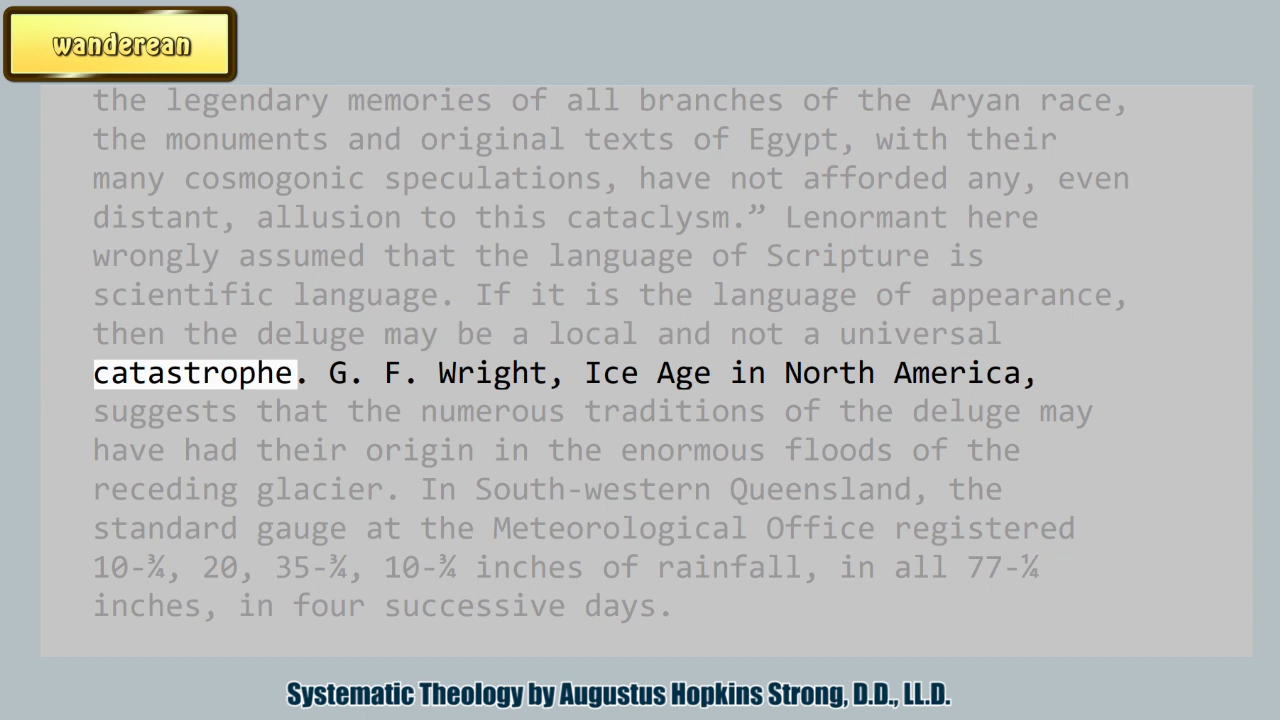 wanderean
the legendary memories of all branches of the Aryan race,
the monuments and original texts of Egypt, with their
many cosmogonic speculations, have not afforded any, even
distant, allusion to this cataclysm.” Lenormant here
wrongly assumed that the language of Scripture is
scientific language. If it is the language of appearance,
then the deluge may be a local and not a universal
catastrophe. G. F. Wright, Ice Age in North America,
suggests that the numerous traditions of the deluge may
have had their origin in the enormous floods of the
receding glacier. In South-western Queensland, the
standard gauge at the Meteorological Office registered
10-¾, 20, 35-¾, 10-¾ inches of rainfall, in all 77-¼
inches, in four successive days.
Systematic Theology by Augustus Hopkins Strong, D.D., LL.D.